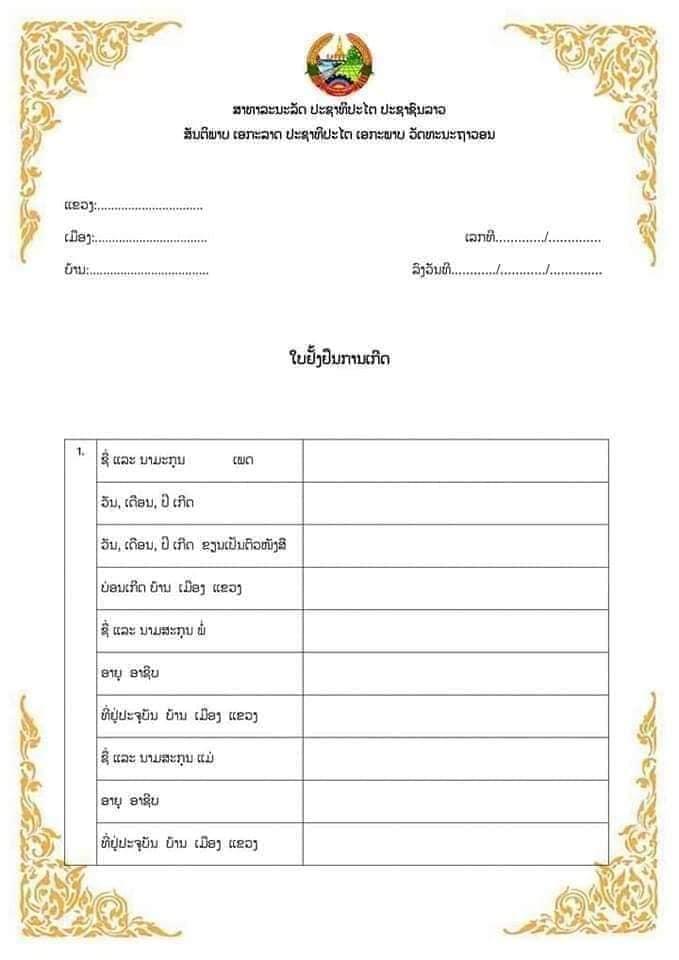 ສາທາລະນະລັດ ປະຊາທິປະໄຕ ປະຊາຊົນລາວ
ສັນຕິພາບ ເອກະລາດ ປະຊາທິປະໄຕ ເອກະພາບ ວັດທະນະຖາວອນ
ແຂວງ:...............................
ເມືອງ:.................................
ເລກທີ............../...............
ບ້ານ:...................................
ລົງວັນທີ............./............./...............
ໃບຢັ້ງຢືນການເກີດ
1. ຊື່ ແລະ ນາມະກຸນ ເພດ
ວັນ, ເດືອນ, ປີ ເກີດ
ວັນ, ເດືອນ, ປີ ເກີດ ຂຽນເປັນຕົວໜັງສື
ບ່ອນເກີດ ບ້ານ ເມືອງ ແຂວງ
ຊື່ ແລະ ນາມສະກຸນ ພໍ່
ອາຍຸ ອາຊີບ
ທີ່ຢູ່ປະຈຸບັນ ບ້ານ ເມືອງ ແຂວງ
ຊື່ ແລະ ນາມສະກຸນ ແມ່
ອາຍຸ ອາຊີບ
ທີ່ຢູ່ປະຈຸບັນ ບ້ານ ເມືອງ ແຂວງ